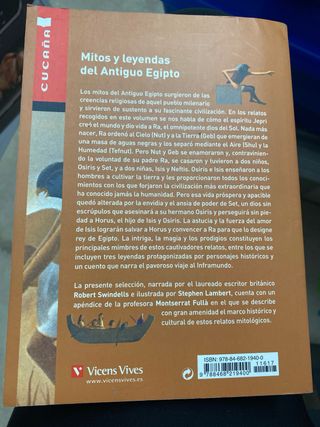 CUCAÑA
Mitos y leyendas
del Antiguo Egipto
Los mitos del Antiguo Egipto surgieron de las
creencias religiosas de aquel pueblo milenario
y sirvieron de sustento a su fascinante civilización. En los relatos
recogidos en este volumen se nos habla de cómo el espíritu Jepri
creó el mundo y dio vida a Ra, el omnipotente dios del Sol. Nada más
nacer, Ra ordenó al Cielo (Nut) y a la Tierra (Geb) que emergieran de
una masa de aguas negras y los separó mediante el Aire (Shu) y la
Humedad (Tefnut). Pero Nut y Geb se enamoraron y, contravinien-
do la voluntad de su padre Ra, se casaron y tuvieron a dos niños,
Osiris y Set, y a dos niñas, Isis y Neftis. Osiris e Isis enseñaron a los
hombres a cultivar la tierra y les proporcionaron todos los conoci-
mientos con los que forjaron la civilización más extraordinaria que
ha conocido jamás la humanidad. Pero esa vida próspera y apacible
quedó alterada por la envidia y el ansia de poder de Set, un dios sin
escrúpulos que asesinará a su hermano Osiris y perseguirá sin pie-
dad a Horus, el hijo de Isis y Osiris. La astucia y la fuerza del amor
de Isis lograrán salvar a Horus y convencer a Ra para que lo designe
rey de Egipto. La intriga, la magia y los prodigios constituyen los
principales mimbres de estos cautivadores relatos, entre los que se
incluyen tres leyendas protagonizadas por personajes históricos y
un cuento que narra el pavoroso viaje al Inframundo.
La presente selección, narrada por el laureado escritor británico
Robert Swindells e ilustrada por Stephen Lambert, cuenta con un
apéndice de la profesora Montserrat Fullà en el que se describe
con gran amenidad el marco histórico y
cultural de estos relatos mitológicos.
Vicens Vives
www.vicensvives.es
ISBN: 978-84-682-1940-0
11617
9 788468 219400